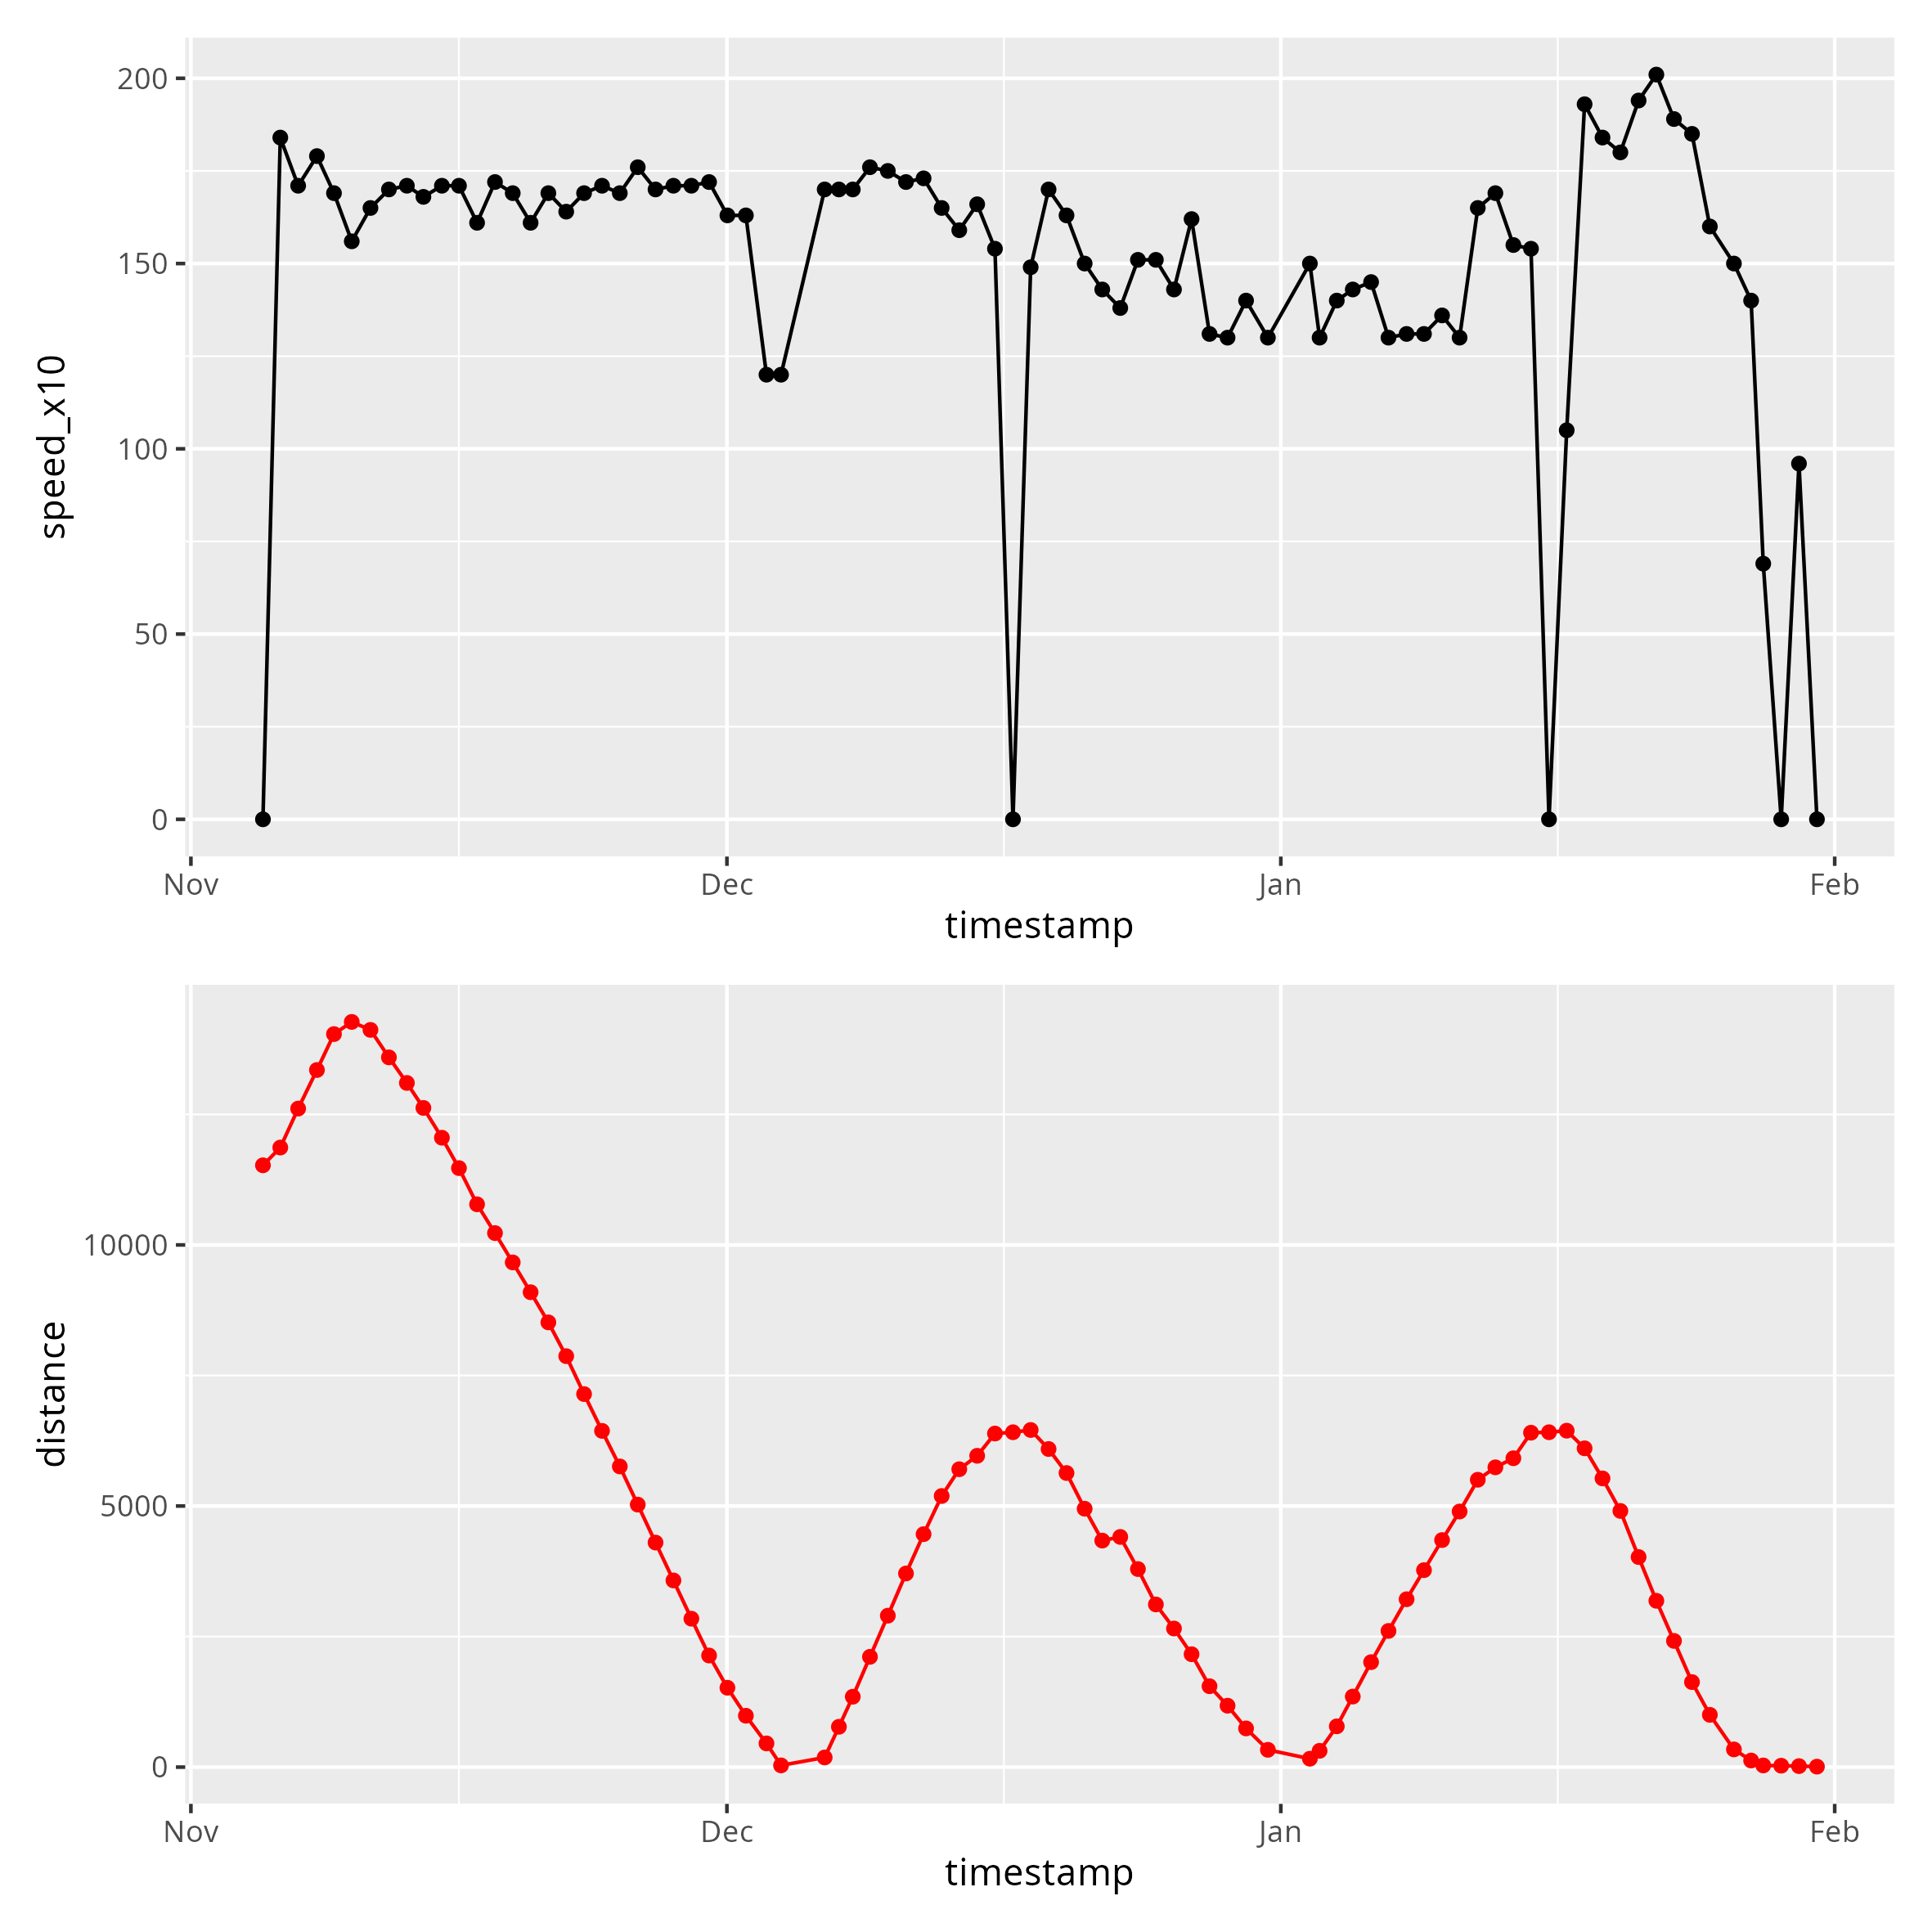 200
150
100
50
0
speed_x10
Nov Dec Jan Feb
timestamp
10000
5000
0
distance
Nov Dec Jan Feb
timestamp